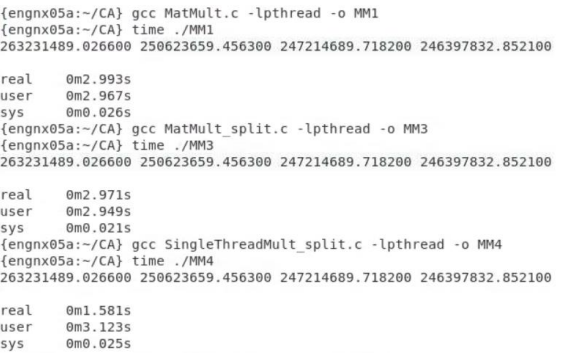 {engnx05a:~/CA} gcc MatMult.c -lpthread -o MM1
{engnx05a:~/CA} time ./MM1
263231489.026600 250623659.456300 247214689.718200 246397832.852100
real 0m2.993s
user 0m2.967s
sys 0m0.026s
{engnx05a:~/CA} gcc MatMult_split.c -lpthread -o MM3
{engnx05a:~/CA} time ./MM3
263231489.026600 250623659.456300 247214689.718200 246397832.852100
real 0m2.971s
user 0m2.949s
sys 0m0.021s
{engnx05a:~/CA} gcc SingleThreadMult_split.c -lpthread -o MM4
{engnx05a:~/CA} time ./MM4
263231489.026600 250623659.456300 247214689.718200 246397832.852100
real 0m1.581s
user 0m3.123s
sys 0m0.025s